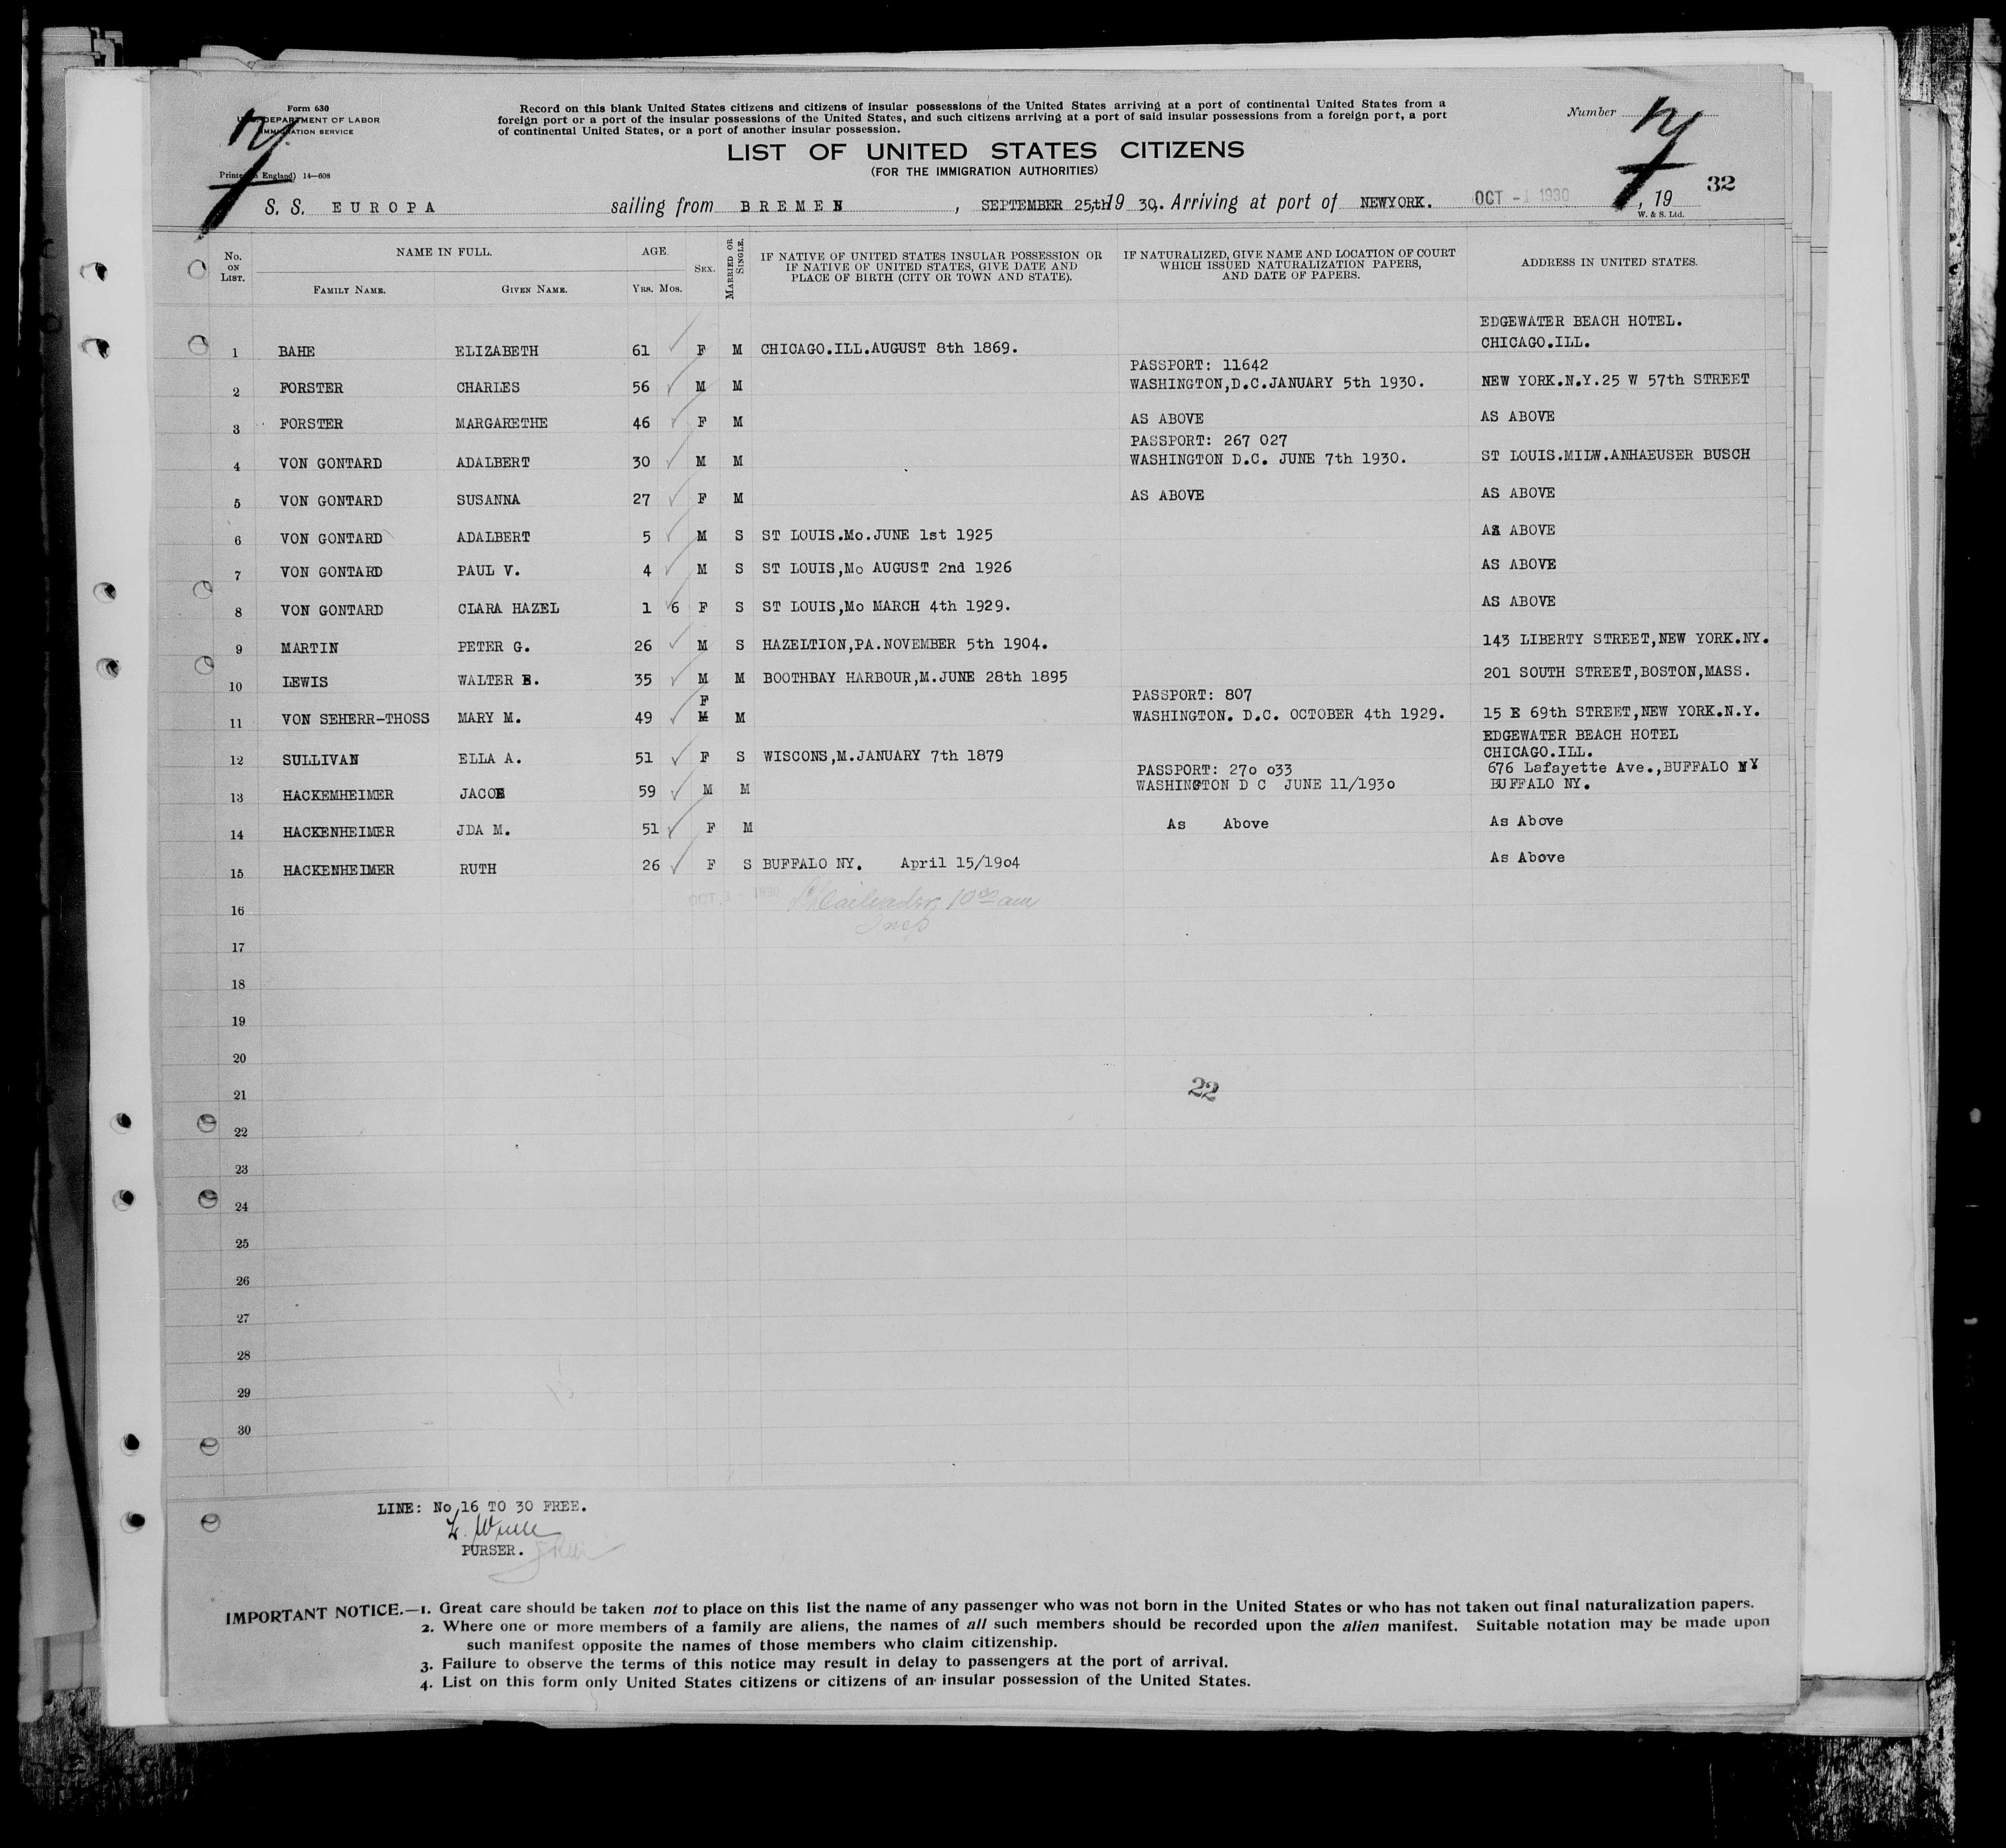 Form 630
U.S. DEPARTMENT OF LABOR
IMMIGRATION SERVICE
Record on this blank United States citizens and citizens of insular possessions of the United States arriving at a port of continental United States from a
foreign port or a port of the insular possessions of the United States, and such citizens arriving at a port of said insular possessions from a foreign port, a port
of continental United States, or a port of another insular possession.
Number
LIST OF UNITED STATES CITIZENS
(FOR THE IMMIGRATION AUTHORITIES)
(Printed in England) 14—608
32
S. S. EUROPA sailing from BREMEN, SEPTEMBER 25th 19 30. Arriving at port of NEWYORK. OCT - 1 1930, 19
W. & S. Ltd.
No. ON LIST. NAME IN FULL. FAMILY NAME. GIVEN NAME. AGE. YRS. MOS. SEX. MARRIED OR SINGLE. IF NATIVE OF UNITED STATES INSULAR POSSESSION OR IF NATIVE OF UNITED STATES, GIVE DATE AND PLACE OF BIRTH (CITY OR TOWN AND STATE). IF NATURALIZED, GIVE NAME AND LOCATION OF COURT WHICH ISSUED NATURALIZATION PAPERS, AND DATE OF PAPERS. ADDRESS IN UNITED STATES.
EDGEWATER BEACH HOTEL.
1 BAHE ELIZABETH 61 F M CHICAGO.ILL.AUGUST 8th 1869. CHICAGO.ILL.
PASSPORT: 11642
2 FORSTER CHARLES 56 M M WASHINGTON,D.C.JANUARY 5th 1930. NEW YORK.N.Y.25 W 57th STREET
3 FORSTER MARGARETHE 46 F M AS ABOVE AS ABOVE
PASSPORT: 267 027
4 VON GONTARD ADALBERT 30 M M WASHINGTON D.C. JUNE 7th 1930. ST LOUIS.MILW.ANHAEUSER BUSCH
5 VON GONTARD SUSANNA 27 F M AS ABOVE AS ABOVE
6 VON GONTARD ADALBERT 5 M S ST LOUIS.Mo.JUNE 1st 1925 AS ABOVE
7 VON GONTARD PAUL V. 4 M S ST LOUIS,Mo AUGUST 2nd 1926 AS ABOVE
8 VON GONTARD CLARA HAZEL 1 6 F S ST LOUIS,Mo MARCH 4th 1929. AS ABOVE
9 MARTIN PETER G. 26 M S HAZELTION,PA.NOVEMBER 5th 1904. 143 LIBERTY STREET,NEW YORK.NY.
10 LEWIS WALTER E. 35 M M BOOTHBAY HARBOUR,M.JUNE 28th 1895 201 SOUTH STREET,BOSTON,MASS.
F PASSPORT: 807
11 VON SEHERR-THOSS MARY M. 49 M M WASHINGTON. D.C. OCTOBER 4th 1929. 15 E 69th STREET,NEW YORK.N.Y.
EDGEWATER BEACH HOTEL
12 SULLIVAN ELLA A. 51 F S WISCONS,M.JANUARY 7th 1879 CHICAGO.ILL.
PASSPORT: 27o o33 676 Lafayette Ave.,BUFFALO NY
13 HACKEMHEIMER JACOB 59 M M WASHINGTON D C JUNE 11/193o BUFFALO NY.
14 HACKENHEIMER JDA M. 51 F M As Above As Above
15 HACKENHEIMER RUTH 26 F S BUFFALO NY. April 15/19o4 As Above
OCT. 1 - 1930 10 am
Insp
16
17
18
19
20
21
22
22
23
24
25
26
27
28
29
30
LINE: No 16 TO 30 FREE.
PURSER.
IMPORTANT NOTICE.—1. Great care should be taken not to place on this list the name of any passenger who was not born in the United States or who has not taken out final naturalization papers.
2. Where one or more members of a family are aliens, the names of all such members should be recorded upon the alien manifest. Suitable notation may be made upon
such manifest opposite the names of those members who claim citizenship.
3. Failure to observe the terms of this notice may result in delay to passengers at the port of arrival.
4. List on this form only United States citizens or citizens of an insular possession of the United States.